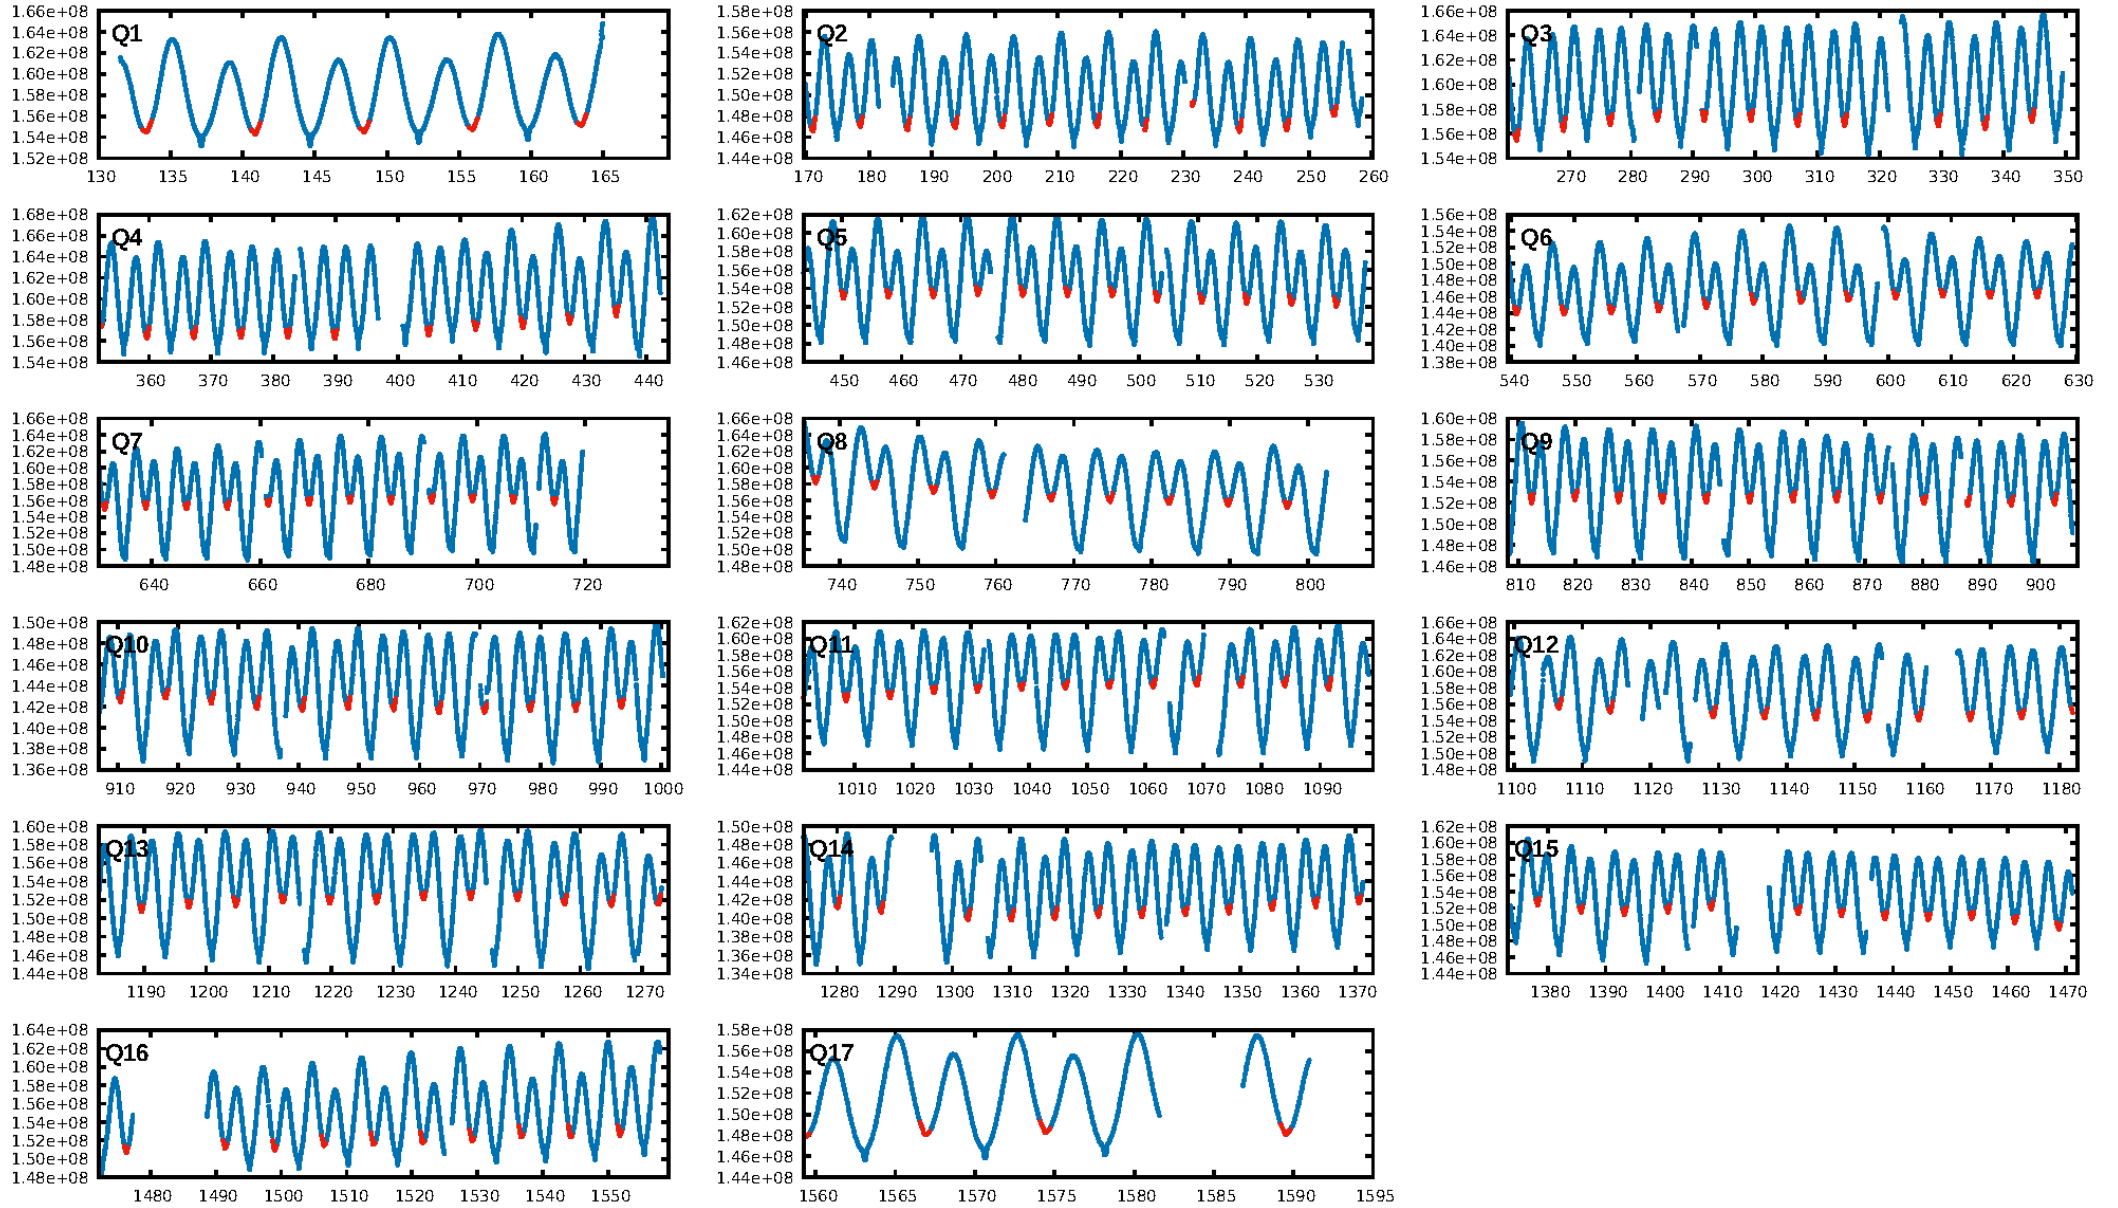 1.66e+08 1.64e+08 1.62e+08 1.60e+08 1.58e+08 1.56e+08 1.54e+08 1.52e+08
Q1
130 135 140 145 150 155 160 165
1.58e+08 1.56e+08 1.54e+08 1.52e+08 1.50e+08 1.48e+08 1.46e+08 1.44e+08
Q2
170 180 190 200 210 220 230 240 250 260
1.66e+08 1.64e+08 1.62e+08 1.60e+08 1.58e+08 1.56e+08 1.54e+08
Q3
270 280 290 300 310 320 330 340 350
1.68e+08 1.66e+08 1.64e+08 1.62e+08 1.60e+08 1.58e+08 1.56e+08 1.54e+08
Q4
360 370 380 390 400 410 420 430 440
1.62e+08 1.60e+08 1.58e+08 1.56e+08 1.54e+08 1.52e+08 1.50e+08 1.48e+08 1.46e+08
Q5
450 460 470 480 490 500 510 520 530
1.56e+08 1.54e+08 1.52e+08 1.50e+08 1.48e+08 1.46e+08 1.44e+08 1.42e+08 1.40e+08 1.38e+08
Q6
540 550 560 570 580 590 600 610 620 630
1.66e+08 1.64e+08 1.62e+08 1.60e+08 1.58e+08 1.56e+08 1.54e+08 1.52e+08 1.50e+08 1.48e+08
Q7
640 660 680 700 720
1.66e+08 1.64e+08 1.62e+08 1.60e+08 1.58e+08 1.56e+08 1.54e+08 1.52e+08 1.50e+08 1.48e+08
Q8
740 750 760 770 780 790 800
1.60e+08 1.58e+08 1.56e+08 1.54e+08 1.52e+08 1.50e+08 1.48e+08 1.46e+08
Q9
810 820 830 840 850 860 870 880 890 900
1.50e+08 1.48e+08 1.46e+08 1.44e+08 1.42e+08 1.40e+08 1.38e+08 1.36e+08
Q10
910 920 930 940 950 960 970 980 990 1000
1.62e+08 1.60e+08 1.58e+08 1.56e+08 1.54e+08 1.52e+08 1.50e+08 1.48e+08 1.46e+08 1.44e+08
Q11
1010 1020 1030 1040 1050 1060 1070 1080 1090
1.66e+08 1.64e+08 1.62e+08 1.60e+08 1.58e+08 1.56e+08 1.54e+08 1.52e+08 1.50e+08 1.48e+08
Q12
1100 1110 1120 1130 1140 1150 1160 1170 1180
1.60e+08 1.58e+08 1.56e+08 1.54e+08 1.52e+08 1.50e+08 1.48e+08 1.46e+08 1.44e+08
Q13
1190 1200 1210 1220 1230 1240 1250 1260 1270
1.50e+08 1.48e+08 1.46e+08 1.44e+08 1.42e+08 1.40e+08 1.38e+08 1.36e+08 1.34e+08
Q14
1280 1290 1300 1310 1320 1330 1340 1350 1360 1370
1.62e+08 1.60e+08 1.58e+08 1.56e+08 1.54e+08 1.52e+08 1.50e+08 1.48e+08 1.46e+08 1.44e+08
Q15
1380 1390 1400 1410 1420 1430 1440 1450 1460 1470
1.64e+08 1.62e+08 1.60e+08 1.58e+08 1.56e+08 1.54e+08 1.52e+08 1.50e+08 1.48e+08
Q16
1480 1490 1500 1510 1520 1530 1540 1550
1.58e+08 1.56e+08 1.54e+08 1.52e+08 1.50e+08 1.48e+08 1.46e+08 1.44e+08
Q17
1560 1565 1570 1575 1580 1585 1590 1595